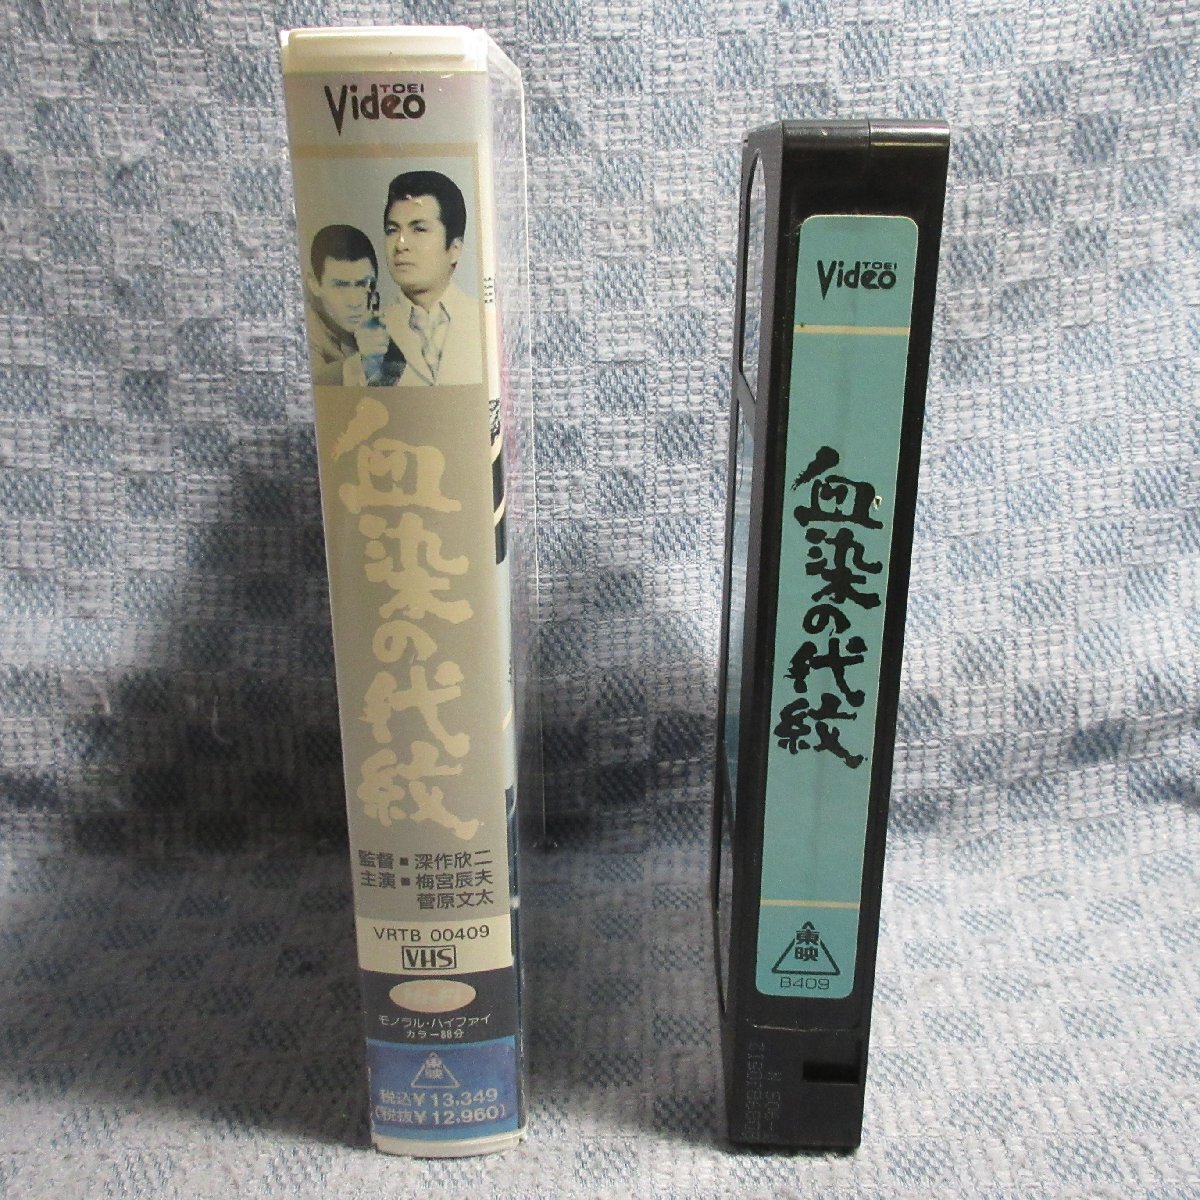 TOEI
Video
血染の代紋
監督■深作欣二
主演■梅宮辰夫
菅原文太
VRTB 00409
VHS
モノラル・ハイファイ
カラー88分
東映
税込¥13,349
(税抜¥12,960)
TOEI
Video
血染の代紋
東映
B409